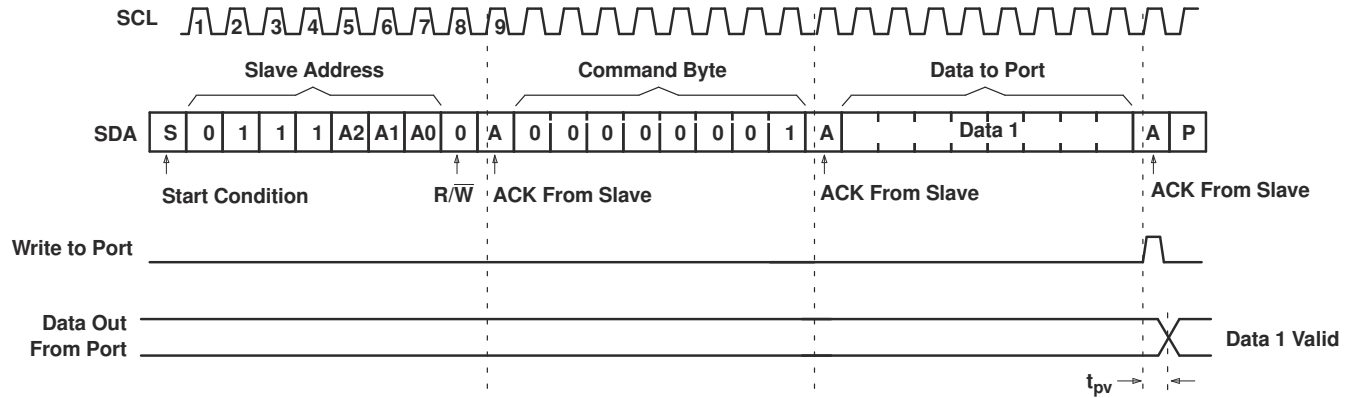 SCL 1 2 3 4 5 6 7 8 9
Slave Address Command Byte Data to Port
SDA S 0 1 1 1 A2 A1 A0 0 A 0 0 0 0 0 0 0 1 A Data 1 A P
Start Condition R/W̅ ACK From Slave ACK From Slave ACK From Slave
Write to Port
Data Out
From Port
Data 1 Valid
tpv